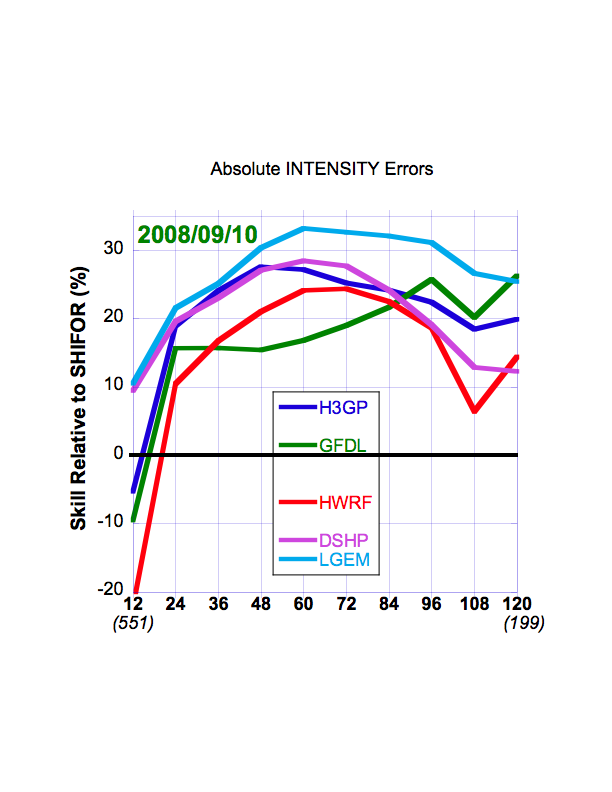 Absolute INTENSITY Errors
2008/09/10
Skill Relative to SHIFOR (%)
30
20
10
0
-10
-20
H3GP
GFDL
HWRF
DSHP
LGEM
12 24 36 48 60 72 84 96 108 120
(551) (199)